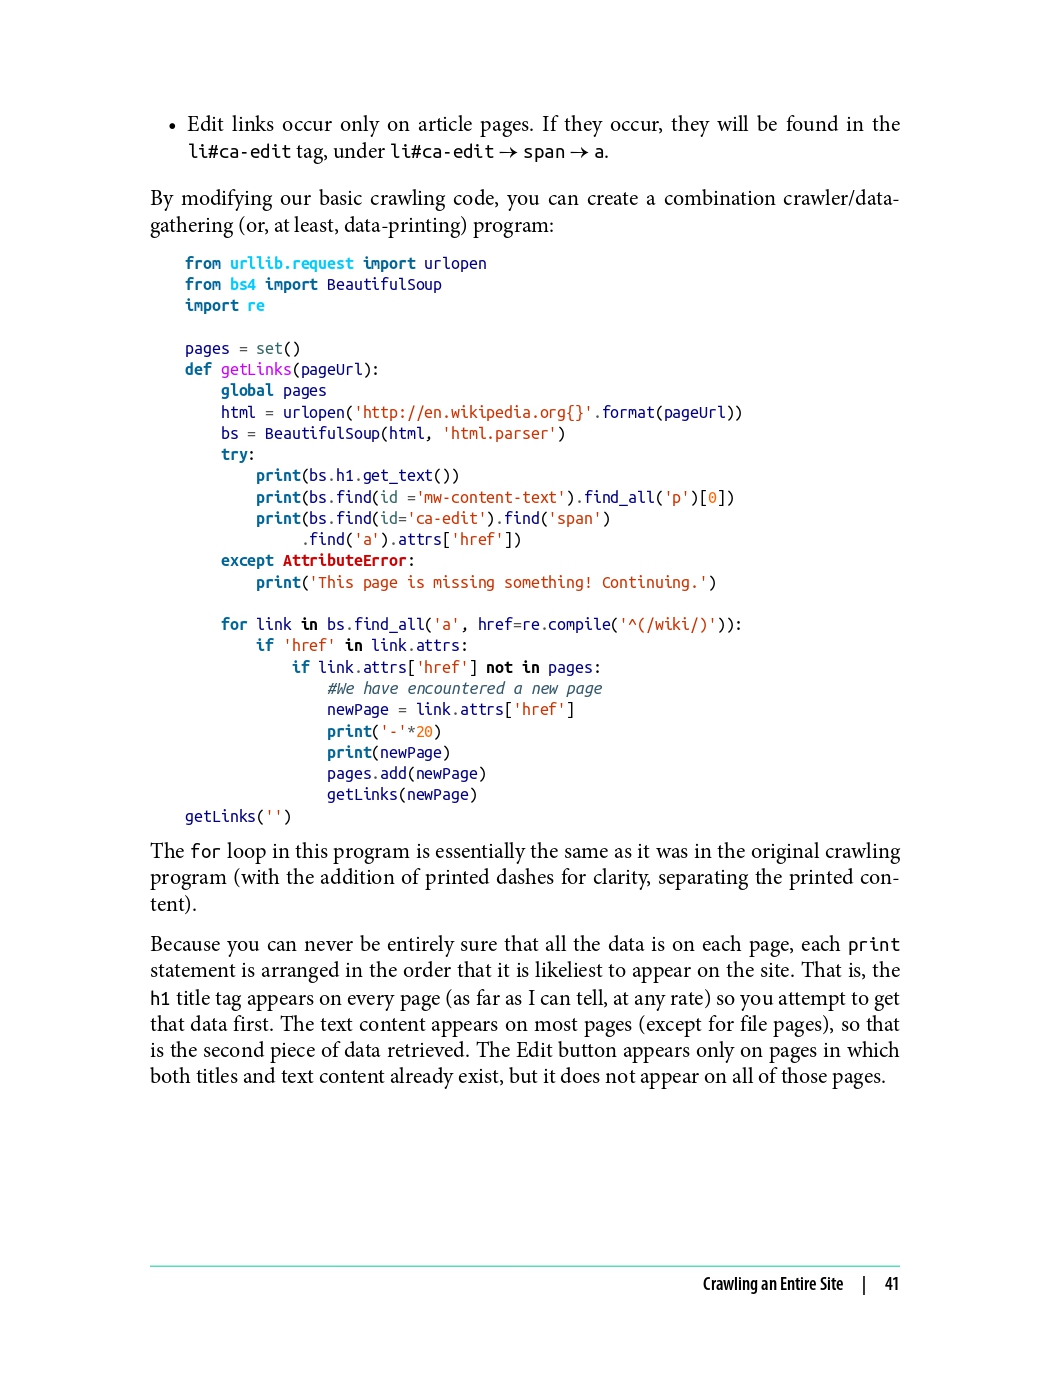 • Edit links occur only on article pages. If they occur, they will be found in the
li#ca-edit tag, under li#ca-edit → span → a.
By modifying our basic crawling code, you can create a combination crawler/data-
gathering (or, at least, data-printing) program:
from urllib.request import urlopen
from bs4 import BeautifulSoup
import re

pages = set()
def getLinks(pageUrl):
    global pages
    html = urlopen('http://en.wikipedia.org{}'.format(pageUrl))
    bs = BeautifulSoup(html, 'html.parser')
    try:
        print(bs.h1.get_text())
        print(bs.find(id ='mw-content-text').find_all('p')[0])
        print(bs.find(id='ca-edit').find('span')
             .find('a').attrs['href'])
    except AttributeError:
        print('This page is missing something! Continuing.')

    for link in bs.find_all('a', href=re.compile('^(/wiki/)')):
        if 'href' in link.attrs:
            if link.attrs['href'] not in pages:
                #We have encountered a new page
                newPage = link.attrs['href']
                print('-'*20)
                print(newPage)
                pages.add(newPage)
                getLinks(newPage)
getLinks('')
The for loop in this program is essentially the same as it was in the original crawling
program (with the addition of printed dashes for clarity, separating the printed con-
tent).
Because you can never be entirely sure that all the data is on each page, each print
statement is arranged in the order that it is likeliest to appear on the site. That is, the
h1 title tag appears on every page (as far as I can tell, at any rate) so you attempt to get
that data first. The text content appears on most pages (except for file pages), so that
is the second piece of data retrieved. The Edit button appears only on pages in which
both titles and text content already exist, but it does not appear on all of those pages.
Crawling an Entire Site | 41